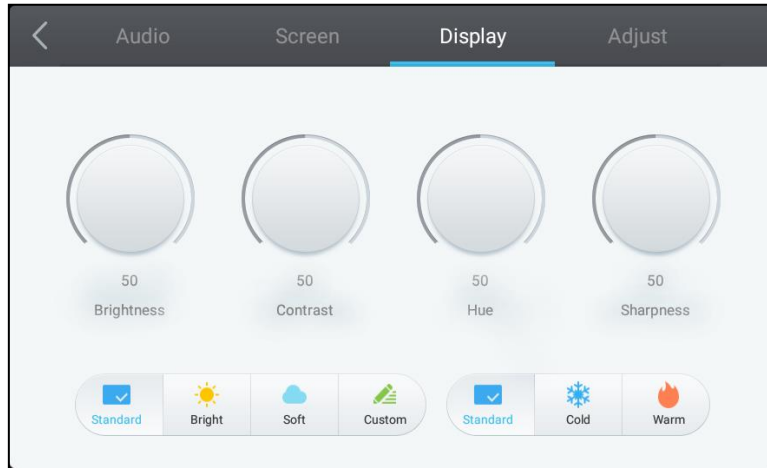 Audio Screen Display Adjust
50 50 50 50
Brightness Contrast Hue Sharpness
Standard Bright Soft Custom Standard Cold Warm